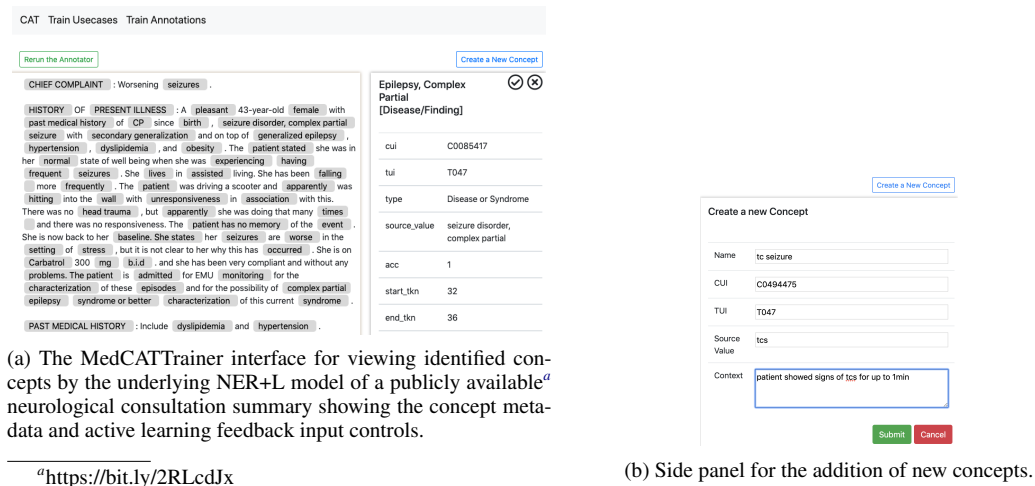 CAT Train Usecases Train Annotations
Rerun the Annotator
Create a New Concept
CHIEF COMPLAINT : Worsening seizures .
HISTORY OF PRESENT ILLNESS : A pleasant 43-year-old female with
past medical history of CP since birth , seizure disorder, complex partial
seizure with secondary generalization and on top of generalized epilepsy ,
hypertension , dyslipidemia , and obesity . The patient stated she was in
her normal state of well being when she was experiencing having
frequent seizures . She lives in assisted living. She has been falling
more frequently . The patient was driving a scooter and apparently was
hitting into the wall with unresponsiveness in association with this.
There was no head trauma , but apparently she was doing that many times
and there was no responsiveness. The patient has no memory of the event .
She is now back to her baseline. She states her seizures are worse in the
setting of stress , but it is not clear to her why this has occurred . She is on
Carbatrol 300 mg b.i.d . and she has been very compliant and without any
problems. The patient is admitted for EMU monitoring for the
characterization of these episodes and for the possibility of complex partial
epilepsy syndrome or better characterization of this current syndrome .
PAST MEDICAL HISTORY : Include dyslipidemia and hypertension .
Epilepsy, Complex
Partial
[Disease/Finding]
cui C0085417
tui T047
type Disease or Syndrome
source_value seizure disorder,
complex partial
acc 1
start_tkn 32
end_tkn 36
(a) The MedCATTrainer interface for viewing identified con-
cepts by the underlying NER+L model of a publicly available a
neurological consultation summary showing the concept meta-
data and active learning feedback input controls.
a https://bit.ly/2RLcdJx
Create a New Concept
Create a new Concept
Name tc seizure
CUI C0494475
TUI T047
Source
Value
tcs
Context patient showed signs of tcs for up to 1min
Submit Cancel
(b) Side panel for the addition of new concepts.